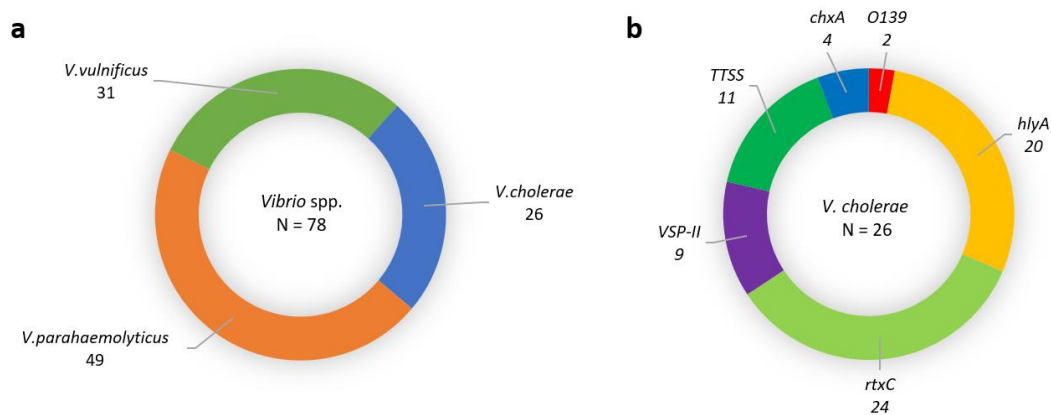 a
V.vulnificus
31
V.cholerae
26
Vibrio spp.
N = 78
V.parahaemolyticus
49
b
chxA
4
O139
2
TTSS
11
hlyA
20
V. cholerae
N = 26
VSP-II
9
rtxC
24